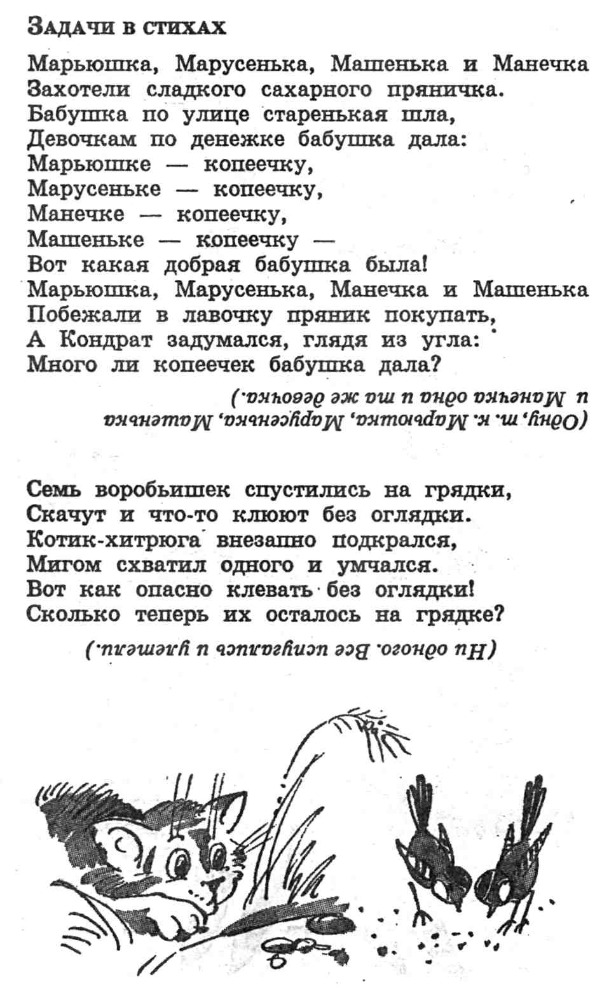 Задачи в стихах
Марьюшка, Марусенька, Машенька и Манечка
Захотели сладкого сахарного пряничка.
Бабушка по улице старенькая шла,
Девочкам по денежке бабушка дала:
Марьюшке — копеечку,
Марусеньке — копеечку,
Манечке — копеечку,
Машеньке — копеечку —
Вот какая добрая бабушка была!
Марьюшка, Марусенька, Манечка и Машенька
Побежали в лавочку пряник покупать,
А Кондрат задумался, глядя из угла:
Много ли копеечек бабушка дала?
(Одну, т. к. Марьюшка, Марусенька, Машенька
и Манечка одна и та же девочка.)
Семь воробьишек спустились на грядки,
Скачут и что-то клюют без оглядки.
Котик-хитрюга внезапно подкрался,
Мигом схватил одного и умчался.
Вот как опасно клевать без оглядки!
Сколько теперь их осталось на грядке?
(Ни одного. Все испугались и улетели.)